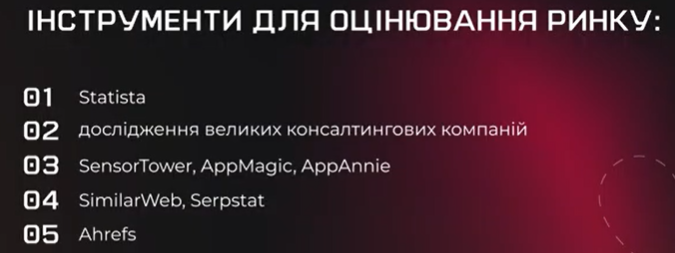 ІНСТРУМЕНТИ ДЛЯ ОЦІНЮВАННЯ РИНКУ:
01 Statista
02 дослідження великих консалтингових компаній
03 SensorTower, AppMagic, AppAnnie
04 SimilarWeb, Serpstat
05 Ahrefs